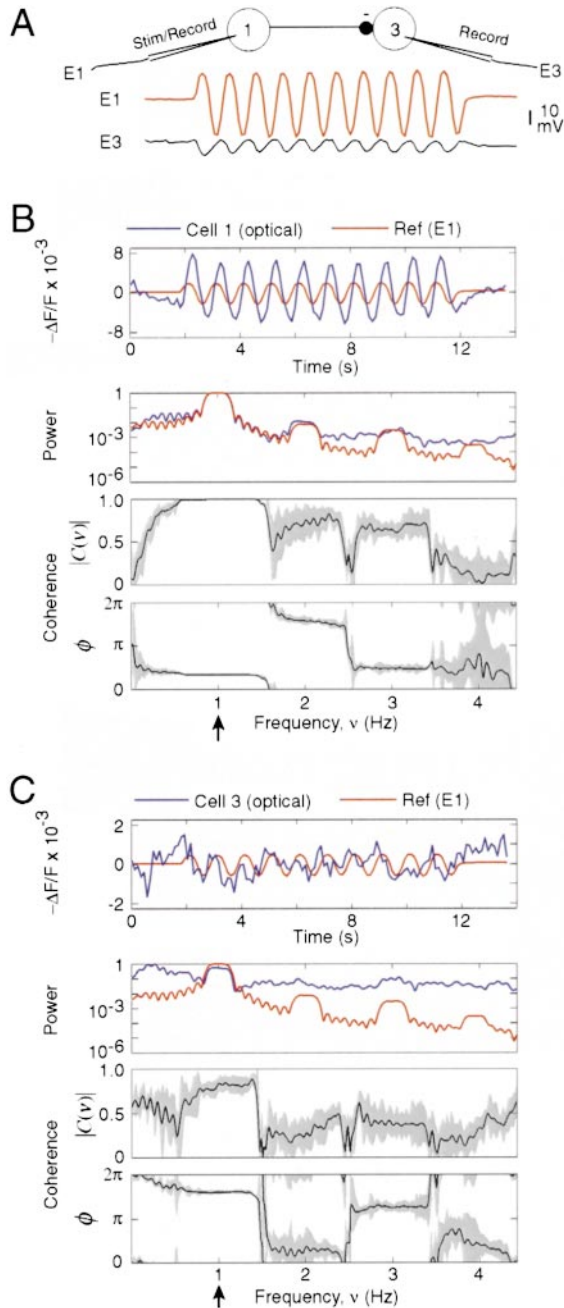 A
Stim/Record
1
-
3
Record
E1
E3
E1
E3
10
mV
B
Cell 1 (optical)
Ref (E1)
−ΔF/F x 10⁻³
8
0
-8
0
4
8
12
Time (s)
Power
1
10⁻³
10⁻⁶
Coherence
|C(ν)|
1.0
0.5
0
ϕ
2π
π
0
1
2
3
4
Frequency, ν (Hz)
C
Cell 3 (optical)
Ref (E1)
−ΔF/F x 10⁻³
2
0
-2
0
4
8
12
Time (s)
Power
1
10⁻³
10⁻⁶
Coherence
|C(ν)|
1.0
0.5
0
ϕ
2π
π
0
1
2
3
4
Frequency, ν (Hz)